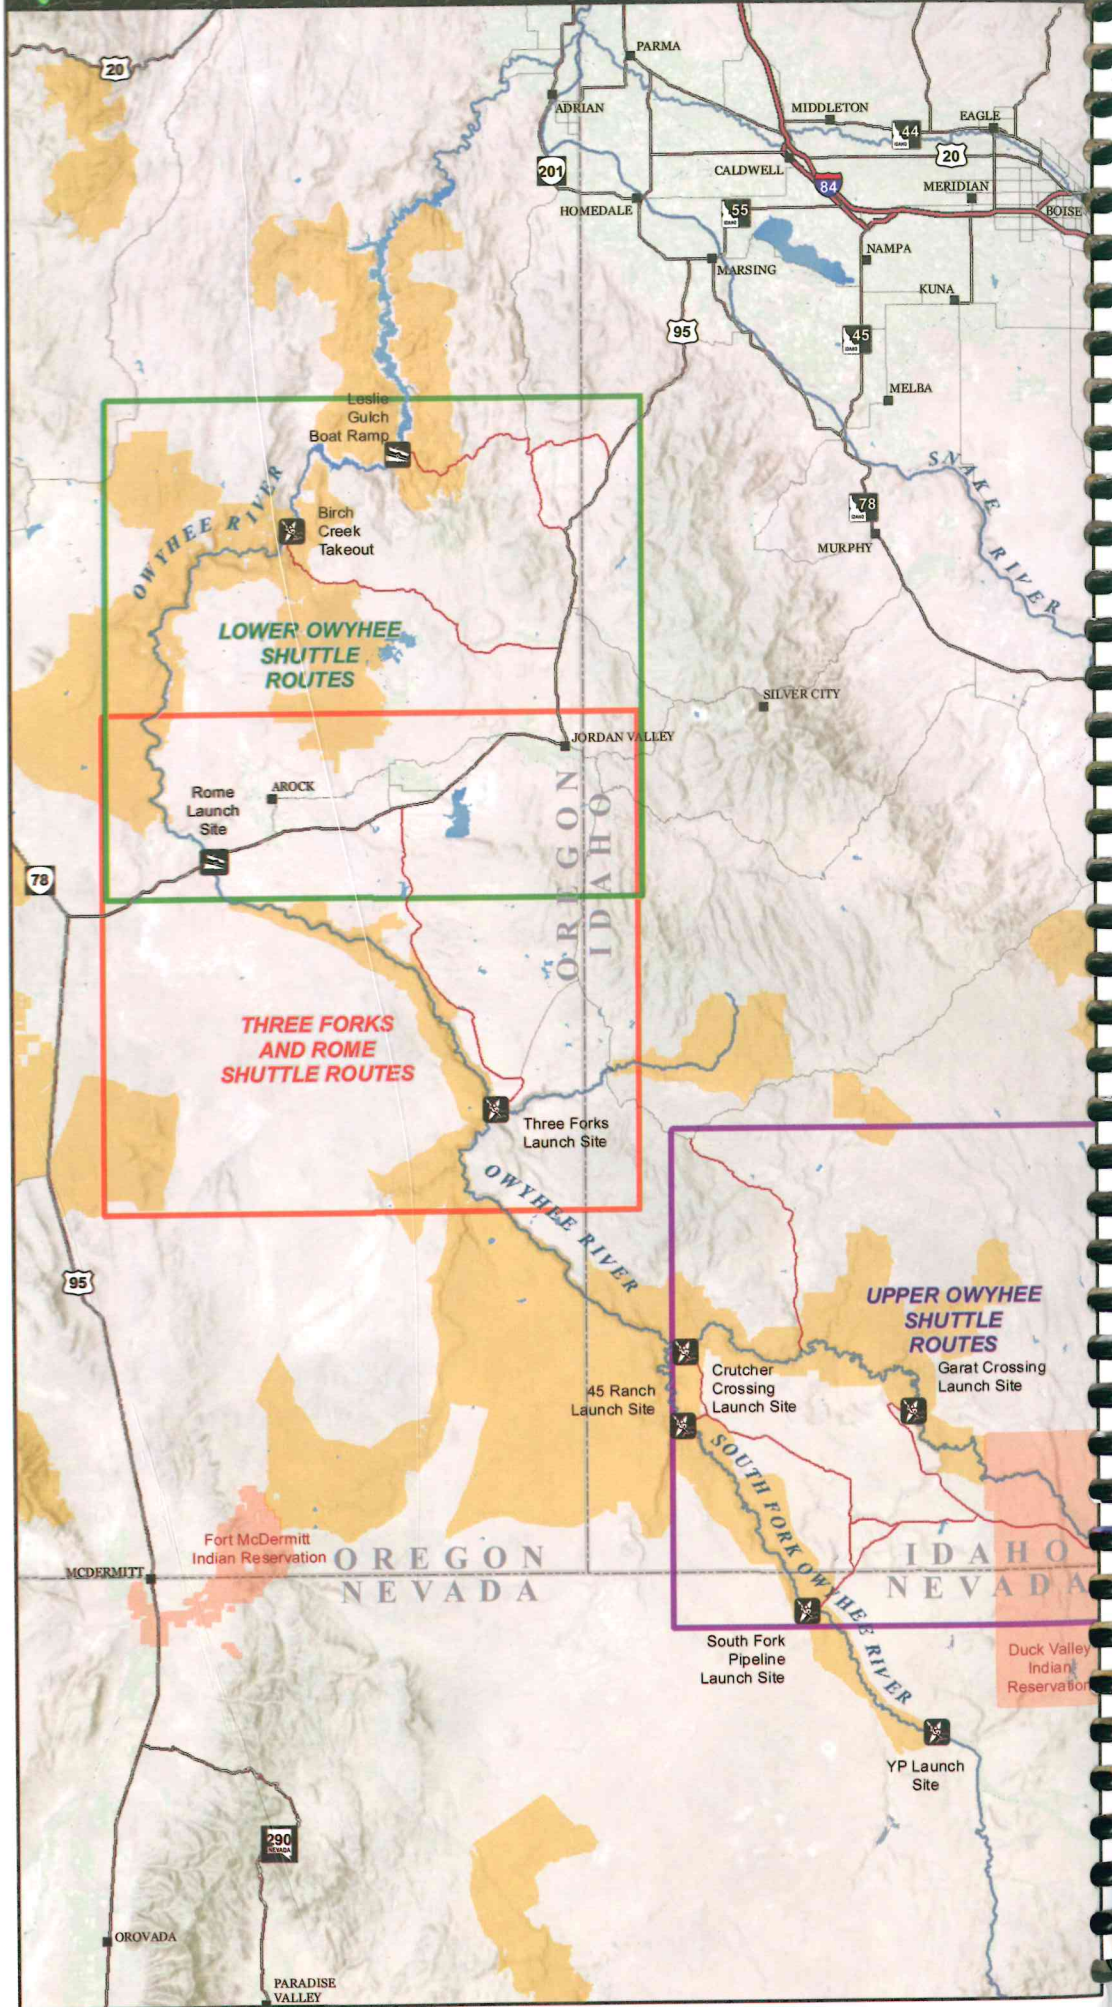 20
PARMA
ADRIAN
MIDDLETON
EAGLE
44
IDAHO
20
201
CALDWELL
84
MERIDIAN
HOMEDALE
55
IDAHO
BOISE
NAMPA
MARSING
KUNA
95
45
IDAHO
MELBA
Leslie
Gulch
Boat Ramp
SNAKE RIVER
OWYHEE RIVER
78
IDAHO
MURPHY
Birch
Creek
Takeout
LOWER OWYHEE
SHUTTLE
ROUTES
SILVER CITY
JORDAN VALLEY
Rome
Launch
Site
AROCK
OREGON
IDAHO
78
THREE FORKS
AND ROME
SHUTTLE ROUTES
Three Forks
Launch Site
OWYHEE RIVER
95
UPPER OWYHEE
SHUTTLE
ROUTES
Garat Crossing
Launch Site
Crutcher
Crossing
Launch Site
45 Ranch
Launch Site
SOUTH FORK OWYHEE RIVER
Fort McDermitt
Indian Reservation
OREGON
NEVADA
IDAHO
NEVADA
MCDERMITT
South Fork
Pipeline
Launch Site
Duck Valley
Indian
Reservation
YP Launch
Site
290
NEVADA
OROVADA
PARADISE
VALLEY